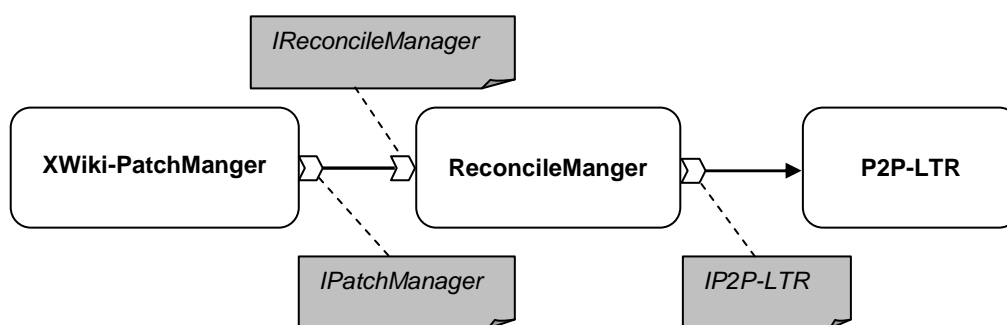 IReconcileManager
XWiki-PatchManger
ReconcileManger
P2P-LTR
IPatchManager
IP2P-LTR